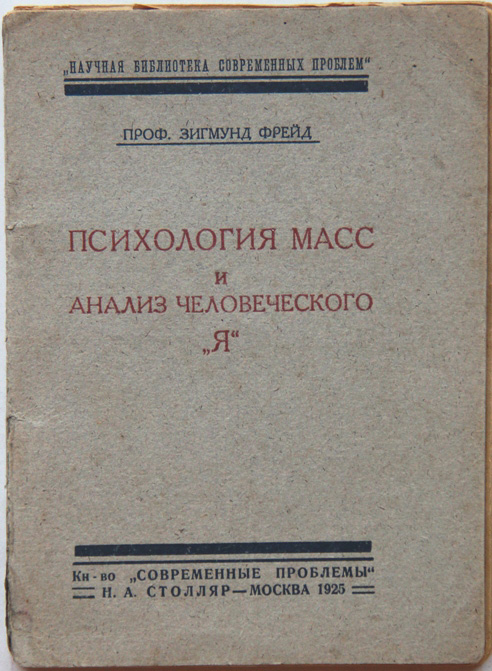 „НАУЧНАЯ БИБЛИОТЕКА СОВРЕМЕННЫХ ПРОБЛЕМ“
ПРОФ. ЗИГМУНД ФРЕЙД
ПСИХОЛОГИЯ МАСС
И
АНАЛИЗ ЧЕЛОВЕЧЕСКОГО
„Я“
Кн-во „СОВРЕМЕННЫЕ ПРОБЛЕМЫ“
Н. А. СТОЛЛЯР—МОСКВА 1925